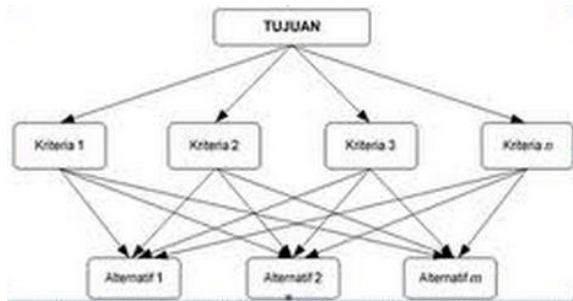 TUJUAN
Kriteria 1
Kriteria 2
Kriteria 3
Kriteria n
Alternatif 1
Alternatif 2
Alternatif m